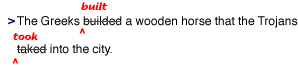 built
>The Greeks builded a wooden horse that the Trojans
^
took
taked into the city.
^